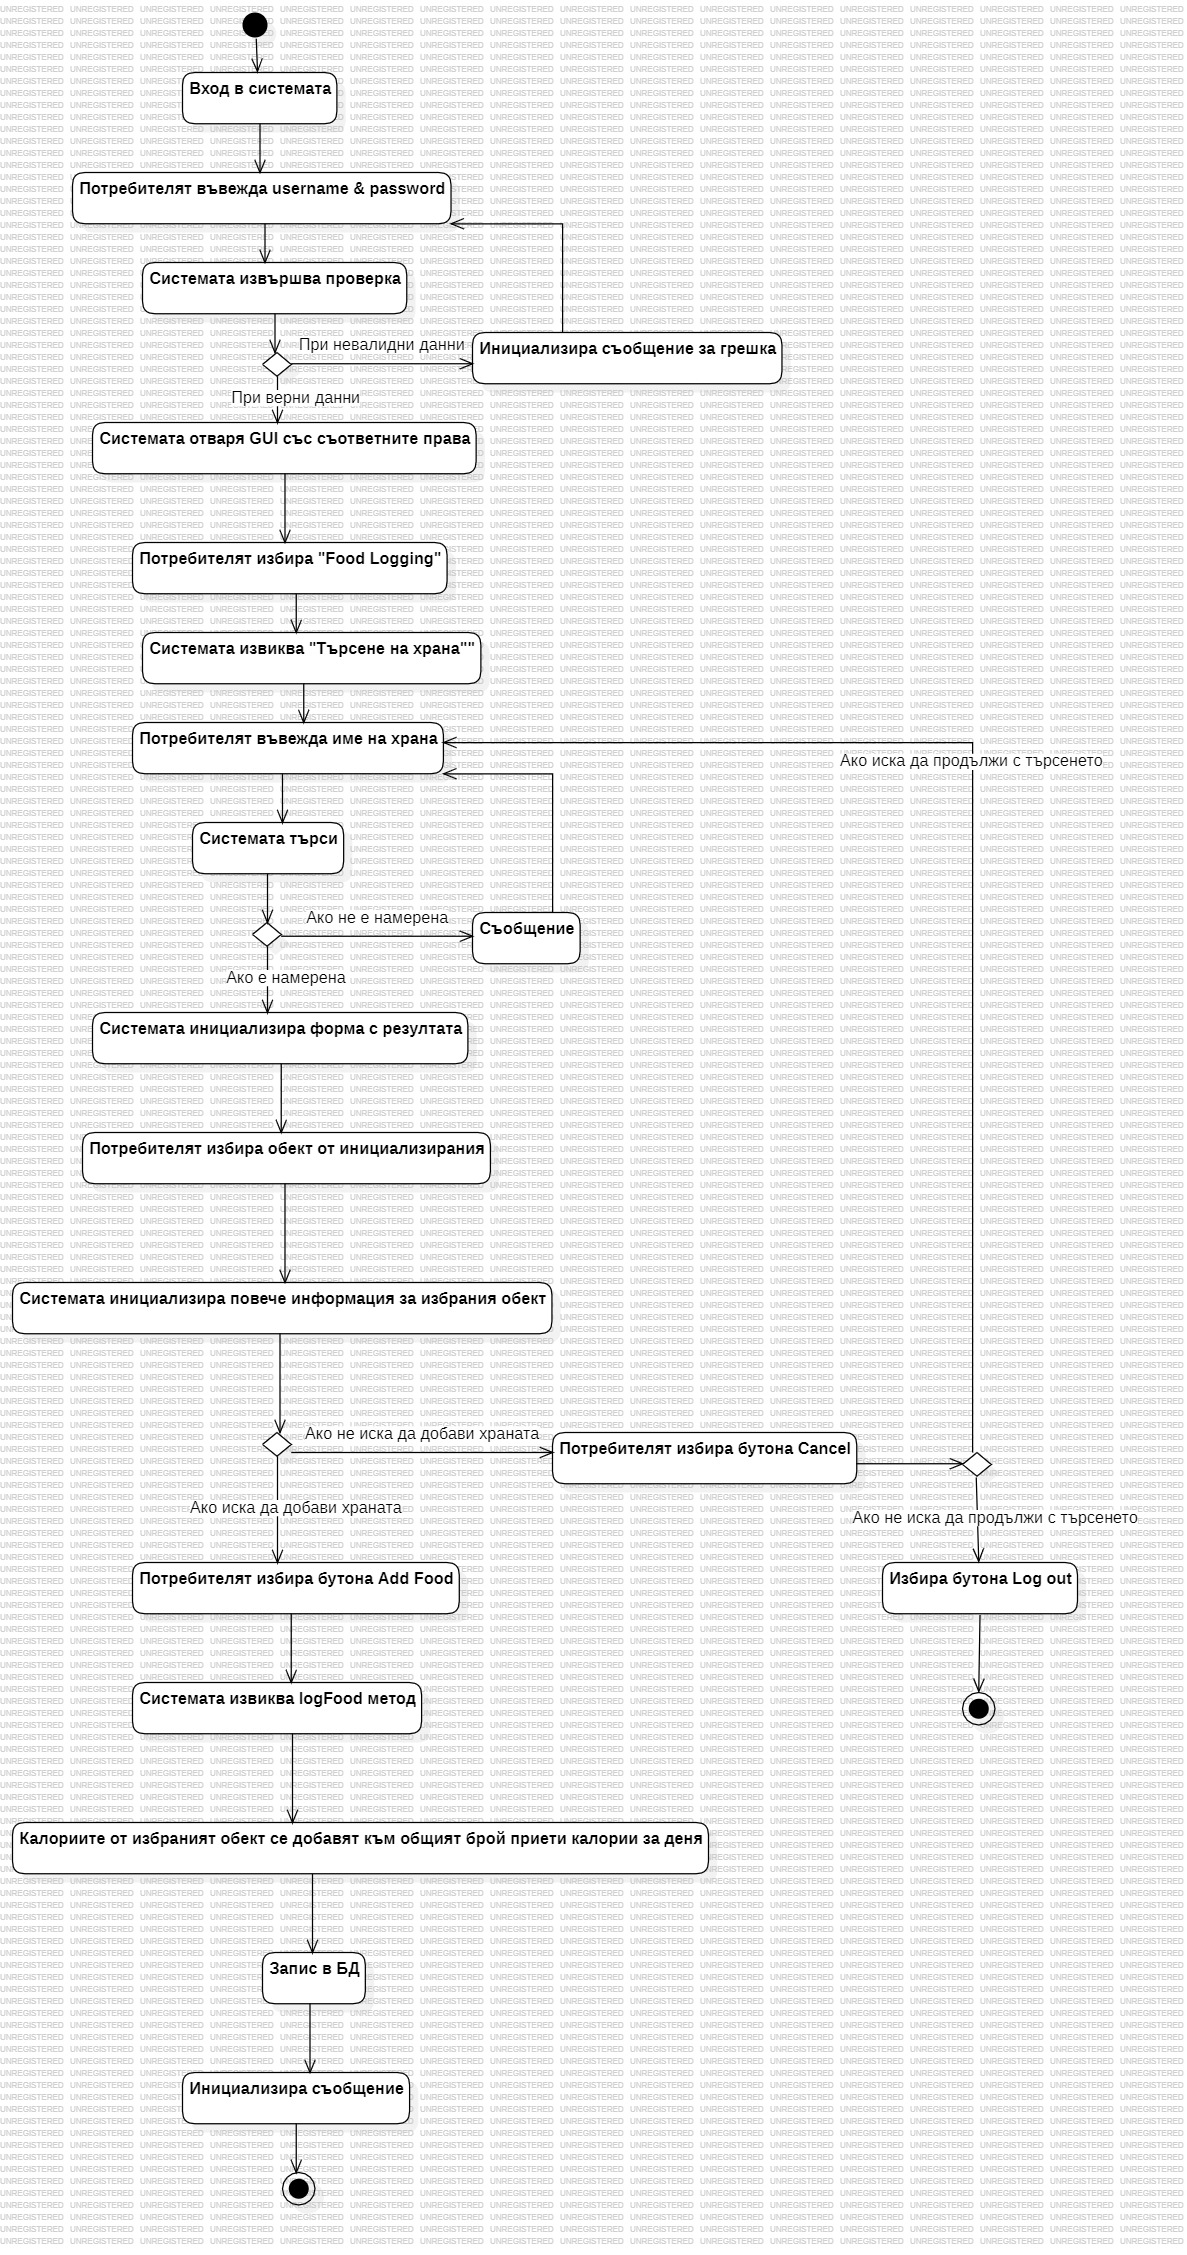 Вход в системата
Потребителят въвежда username & password
Системата извършва проверка
При невалидни данни
Инициализира съобщение за грешка
При верни данни
Системата отваря GUI със съответните права
Потребителят избира "Food Logging"
Системата извиква "Търсене на храна""
Потребителят въвежда име на храна
Ако иска да продължи с търсенето
Системата търси
Ако не е намерена
Съобщение
Ако е намерена
Системата инициализира форма с резултата
Потребителят избира обект от инициализирания
Системата инициализира повече информация за избрания обект
Ако не иска да добави храната
Потребителят избира бутона Cancel
Ако иска да добави храната
Ако не иска да продължи с търсенето
Потребителят избира бутона Add Food
Избира бутона Log out
Системата извиква logFood метод
Калориите от избраният обект се добавят към общият брой приети калории за деня
Запис в БД
Инициализира съобщение
UNREGISTERED